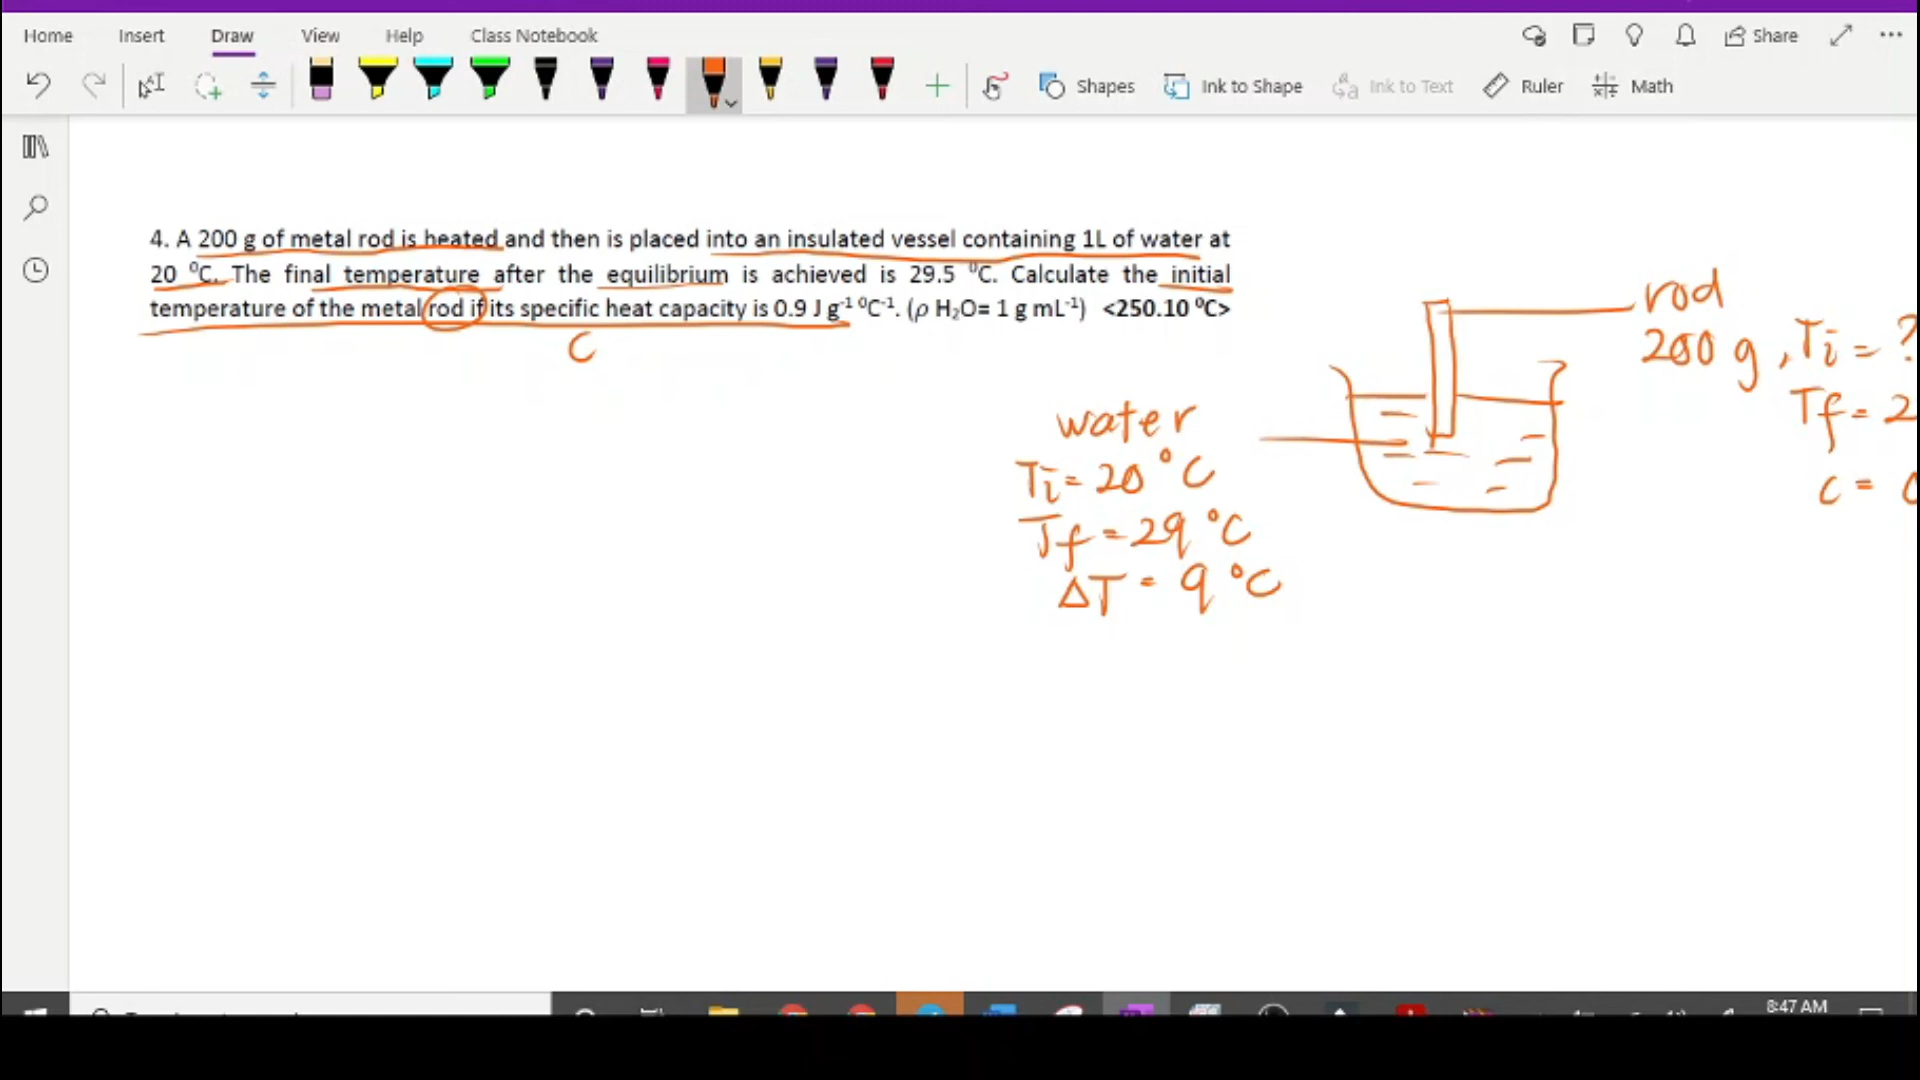 Home Insert Draw View Help Class Notebook Share
Shapes Ink to Shape Ink to Text Ruler Math
4. A 200 g of metal rod is heated and then is placed into an insulated vessel containing 1L of water at
20 ⁰C. The final temperature after the equilibrium is achieved is 29.5 ⁰C. Calculate the initial
temperature of the metal rod if its specific heat capacity is 0.9 J g⁻¹ ⁰C⁻¹. (ρ H₂O= 1 g mL⁻¹) <250.10 ⁰C>
C
rod
200 g , Ti = ?
Tf = 2
c =
water
Ti = 20 °C
Tf = 29 °C
ΔT = 9 °C
8:47 AM